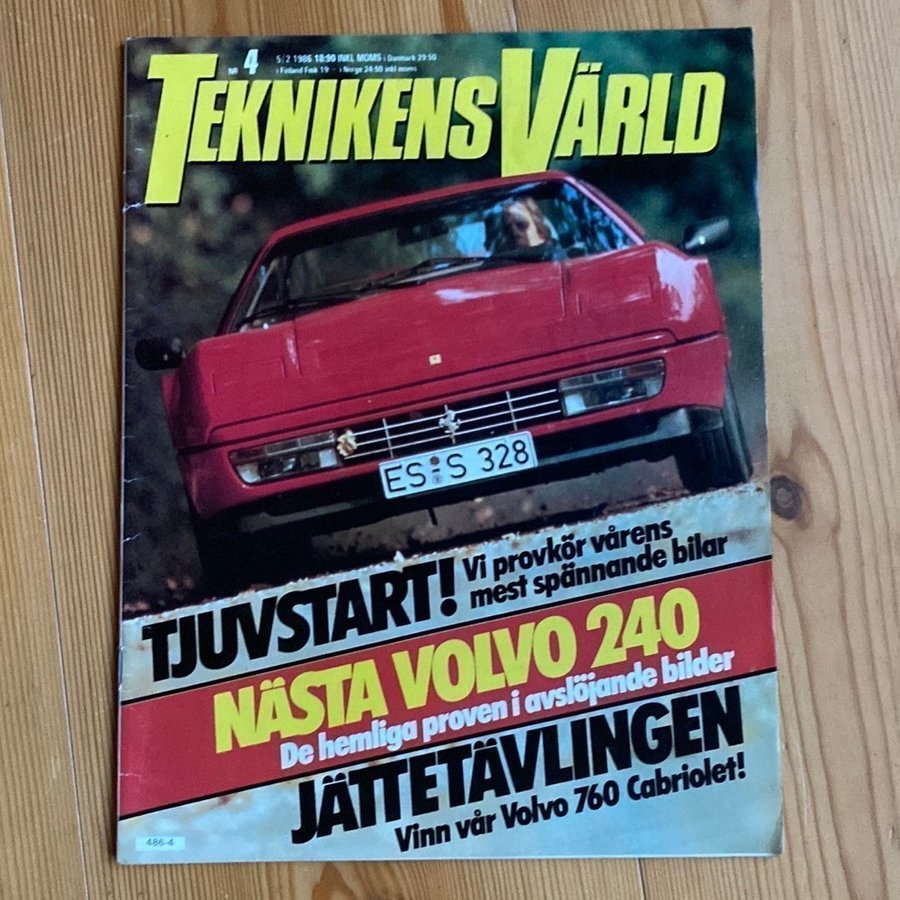 NR 4 5/2 1986 18:90 INKL MOMS i Danmark 29:50
i Finland Fmk 19 i Norge 24:50 inkl moms
TEKNIKENS VÄRLD
ES S 328
TJUVSTART! Vi provkör vårens
mest spännande bilar
NÄSTA VOLVO 240
De hemliga proven i avslöjande bilder
JÄTTETÄVLINGEN
Vinn vår Volvo 760 Cabriolet!
486-4